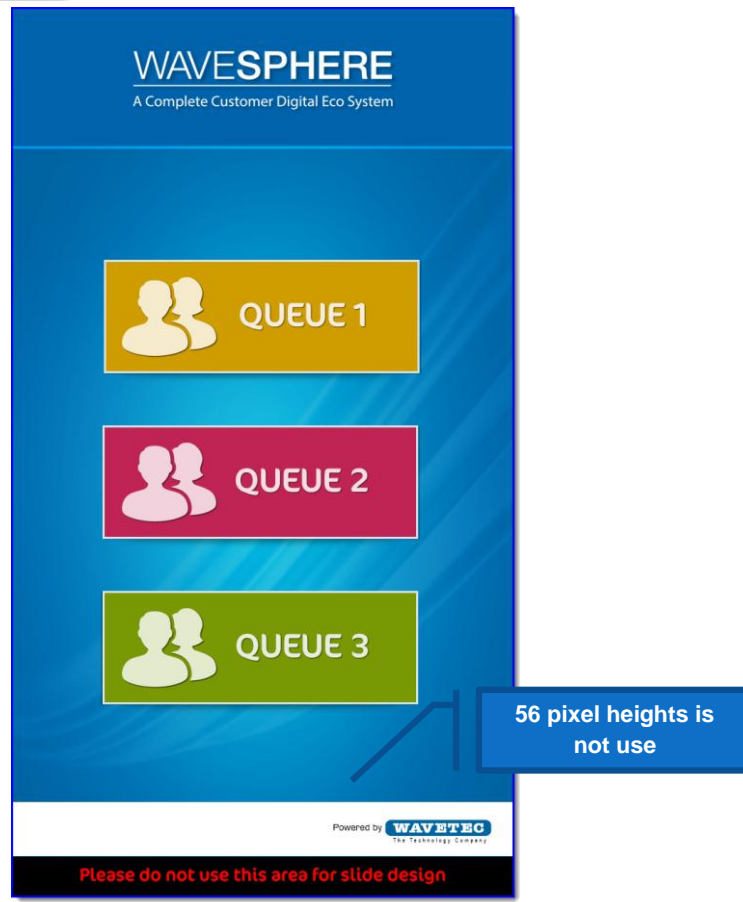 WAVESPHERE
A Complete Customer Digital Eco System
QUEUE 1
QUEUE 2
QUEUE 3
56 pixel heights is
not use
Powered by WAVETEC
The Technology Company
Please do not use this area for slide design